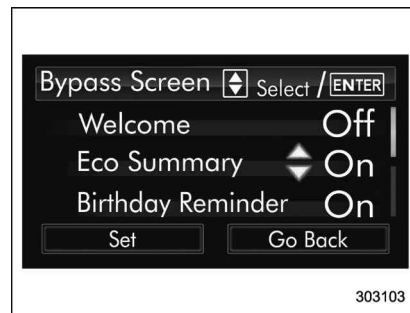 Bypass Screen Select / ENTER
Welcome Off
Eco Summary On
Birthday Reminder On
Set Go Back
303103